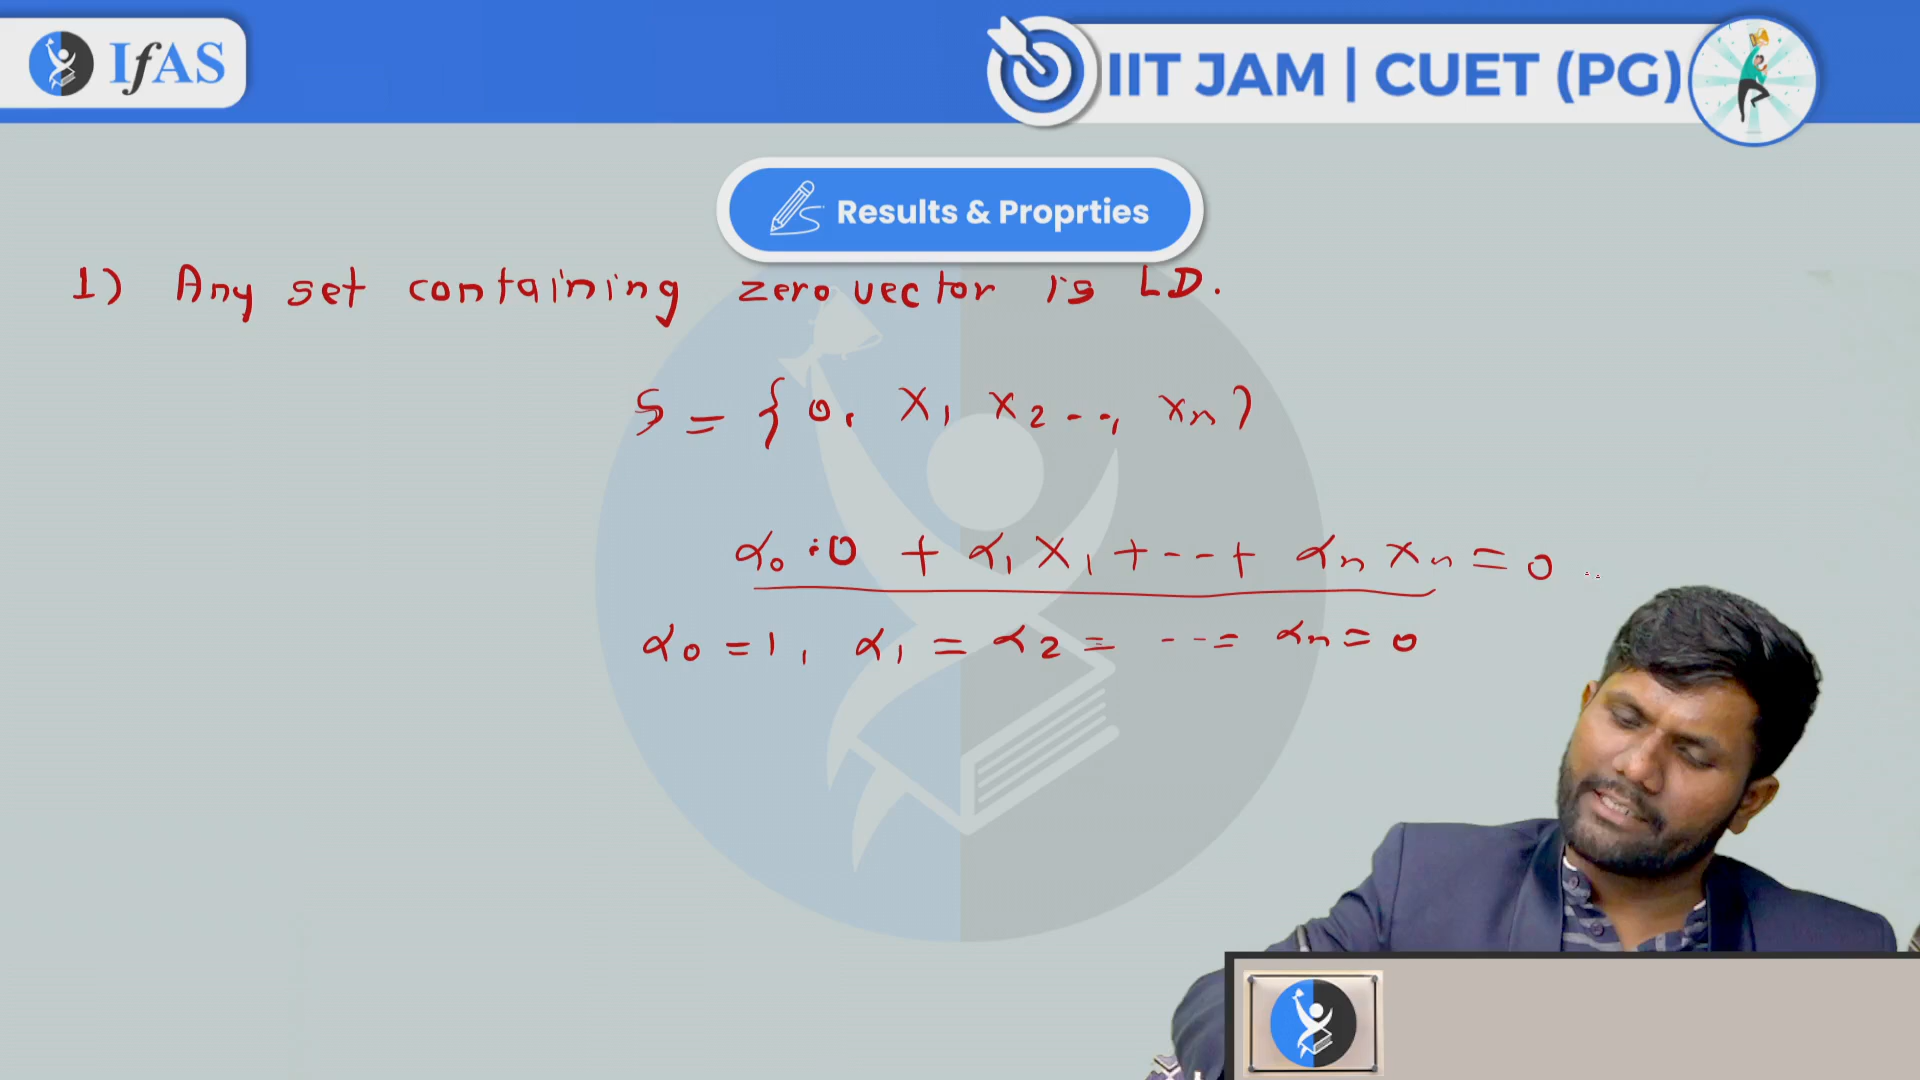 IfAS
IIT JAM | CUET (PG)
Results & Proprties
1) Any set containing zero vector is LD.
S = {0, x₁ x₂ --, xₙ}
α₀ · 0 + α₁ x₁ + --- + αₙ xₙ = 0
α₀ = 1, α₁ = α₂ = --- = αₙ = 0